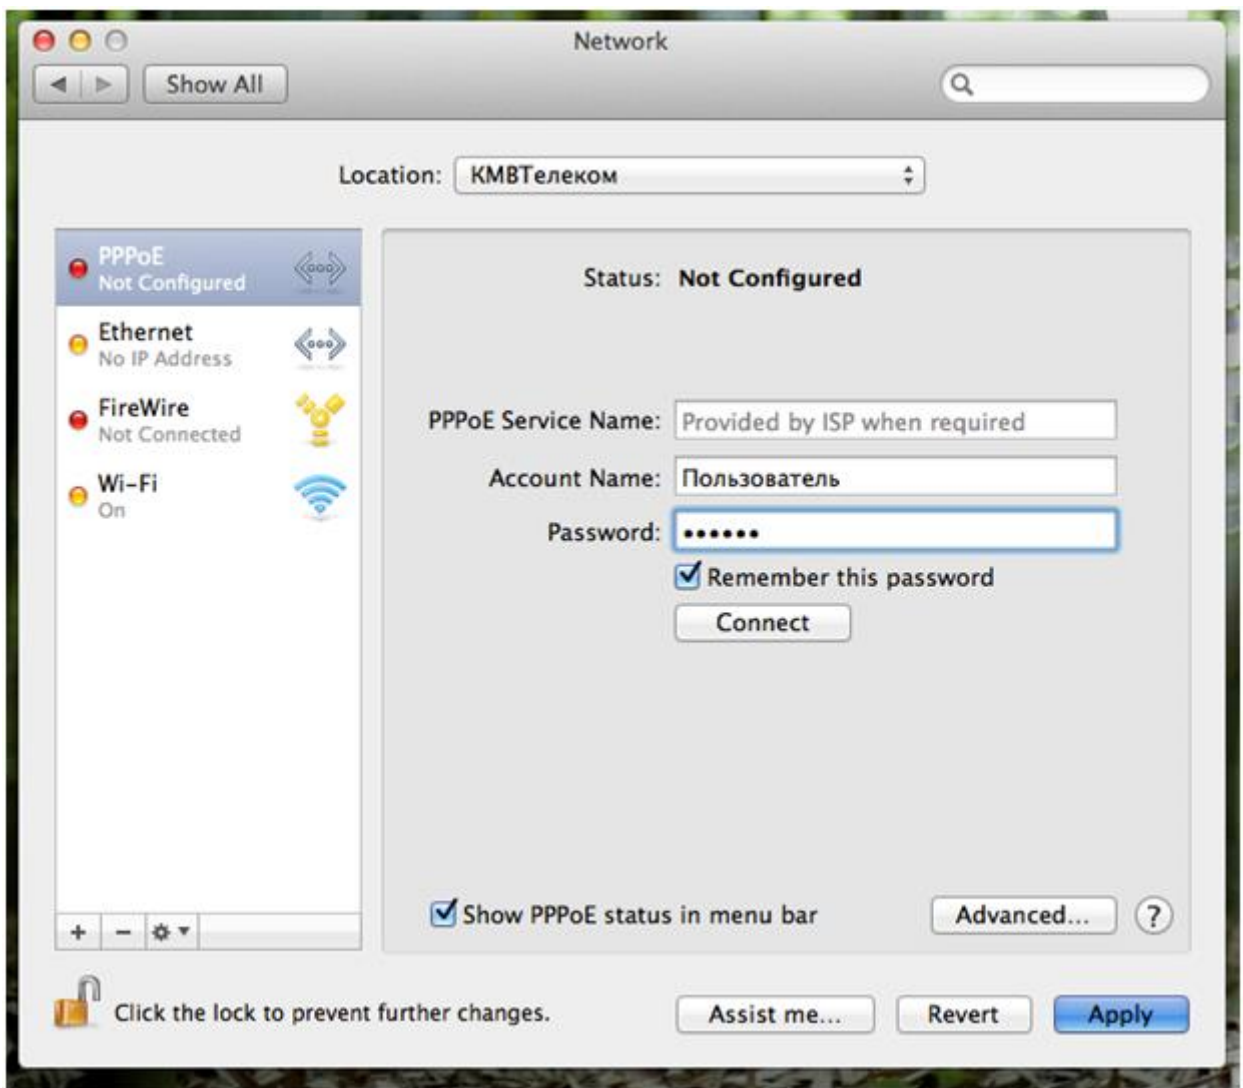 Network
Show All
Location: КМВТелеком
PPPoE
Not Configured
Ethernet
No IP Address
FireWire
Not Connected
Wi-Fi
On
Status: Not Configured
PPPoE Service Name: Provided by ISP when required
Account Name: Пользователь
Password: ••••••
Remember this password
Connect
Show PPPoE status in menu bar
Advanced... ?
Click the lock to prevent further changes.
Assist me... Revert Apply